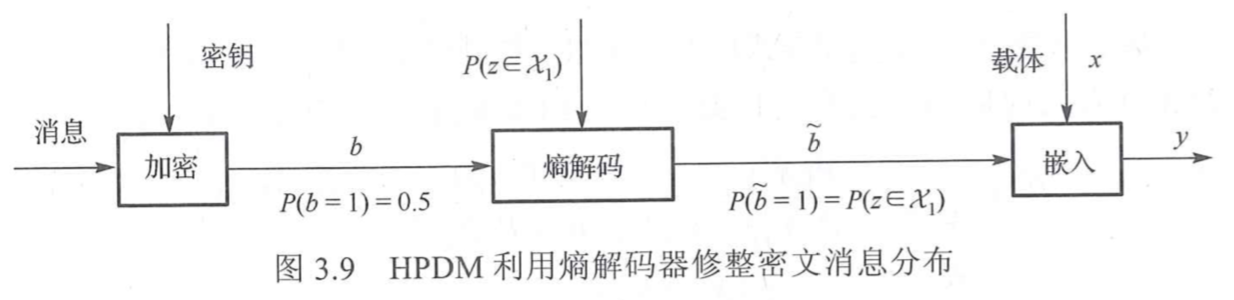 密钥
P(z∈𝒳₁)
载体 x
消息
加密
b
P(b=1)=0.5
熵解码
b̃
P(b̃=1)=P(z∈𝒳₁)
嵌入
y
图 3.9 HPDM 利用熵解码器修整密文消息分布